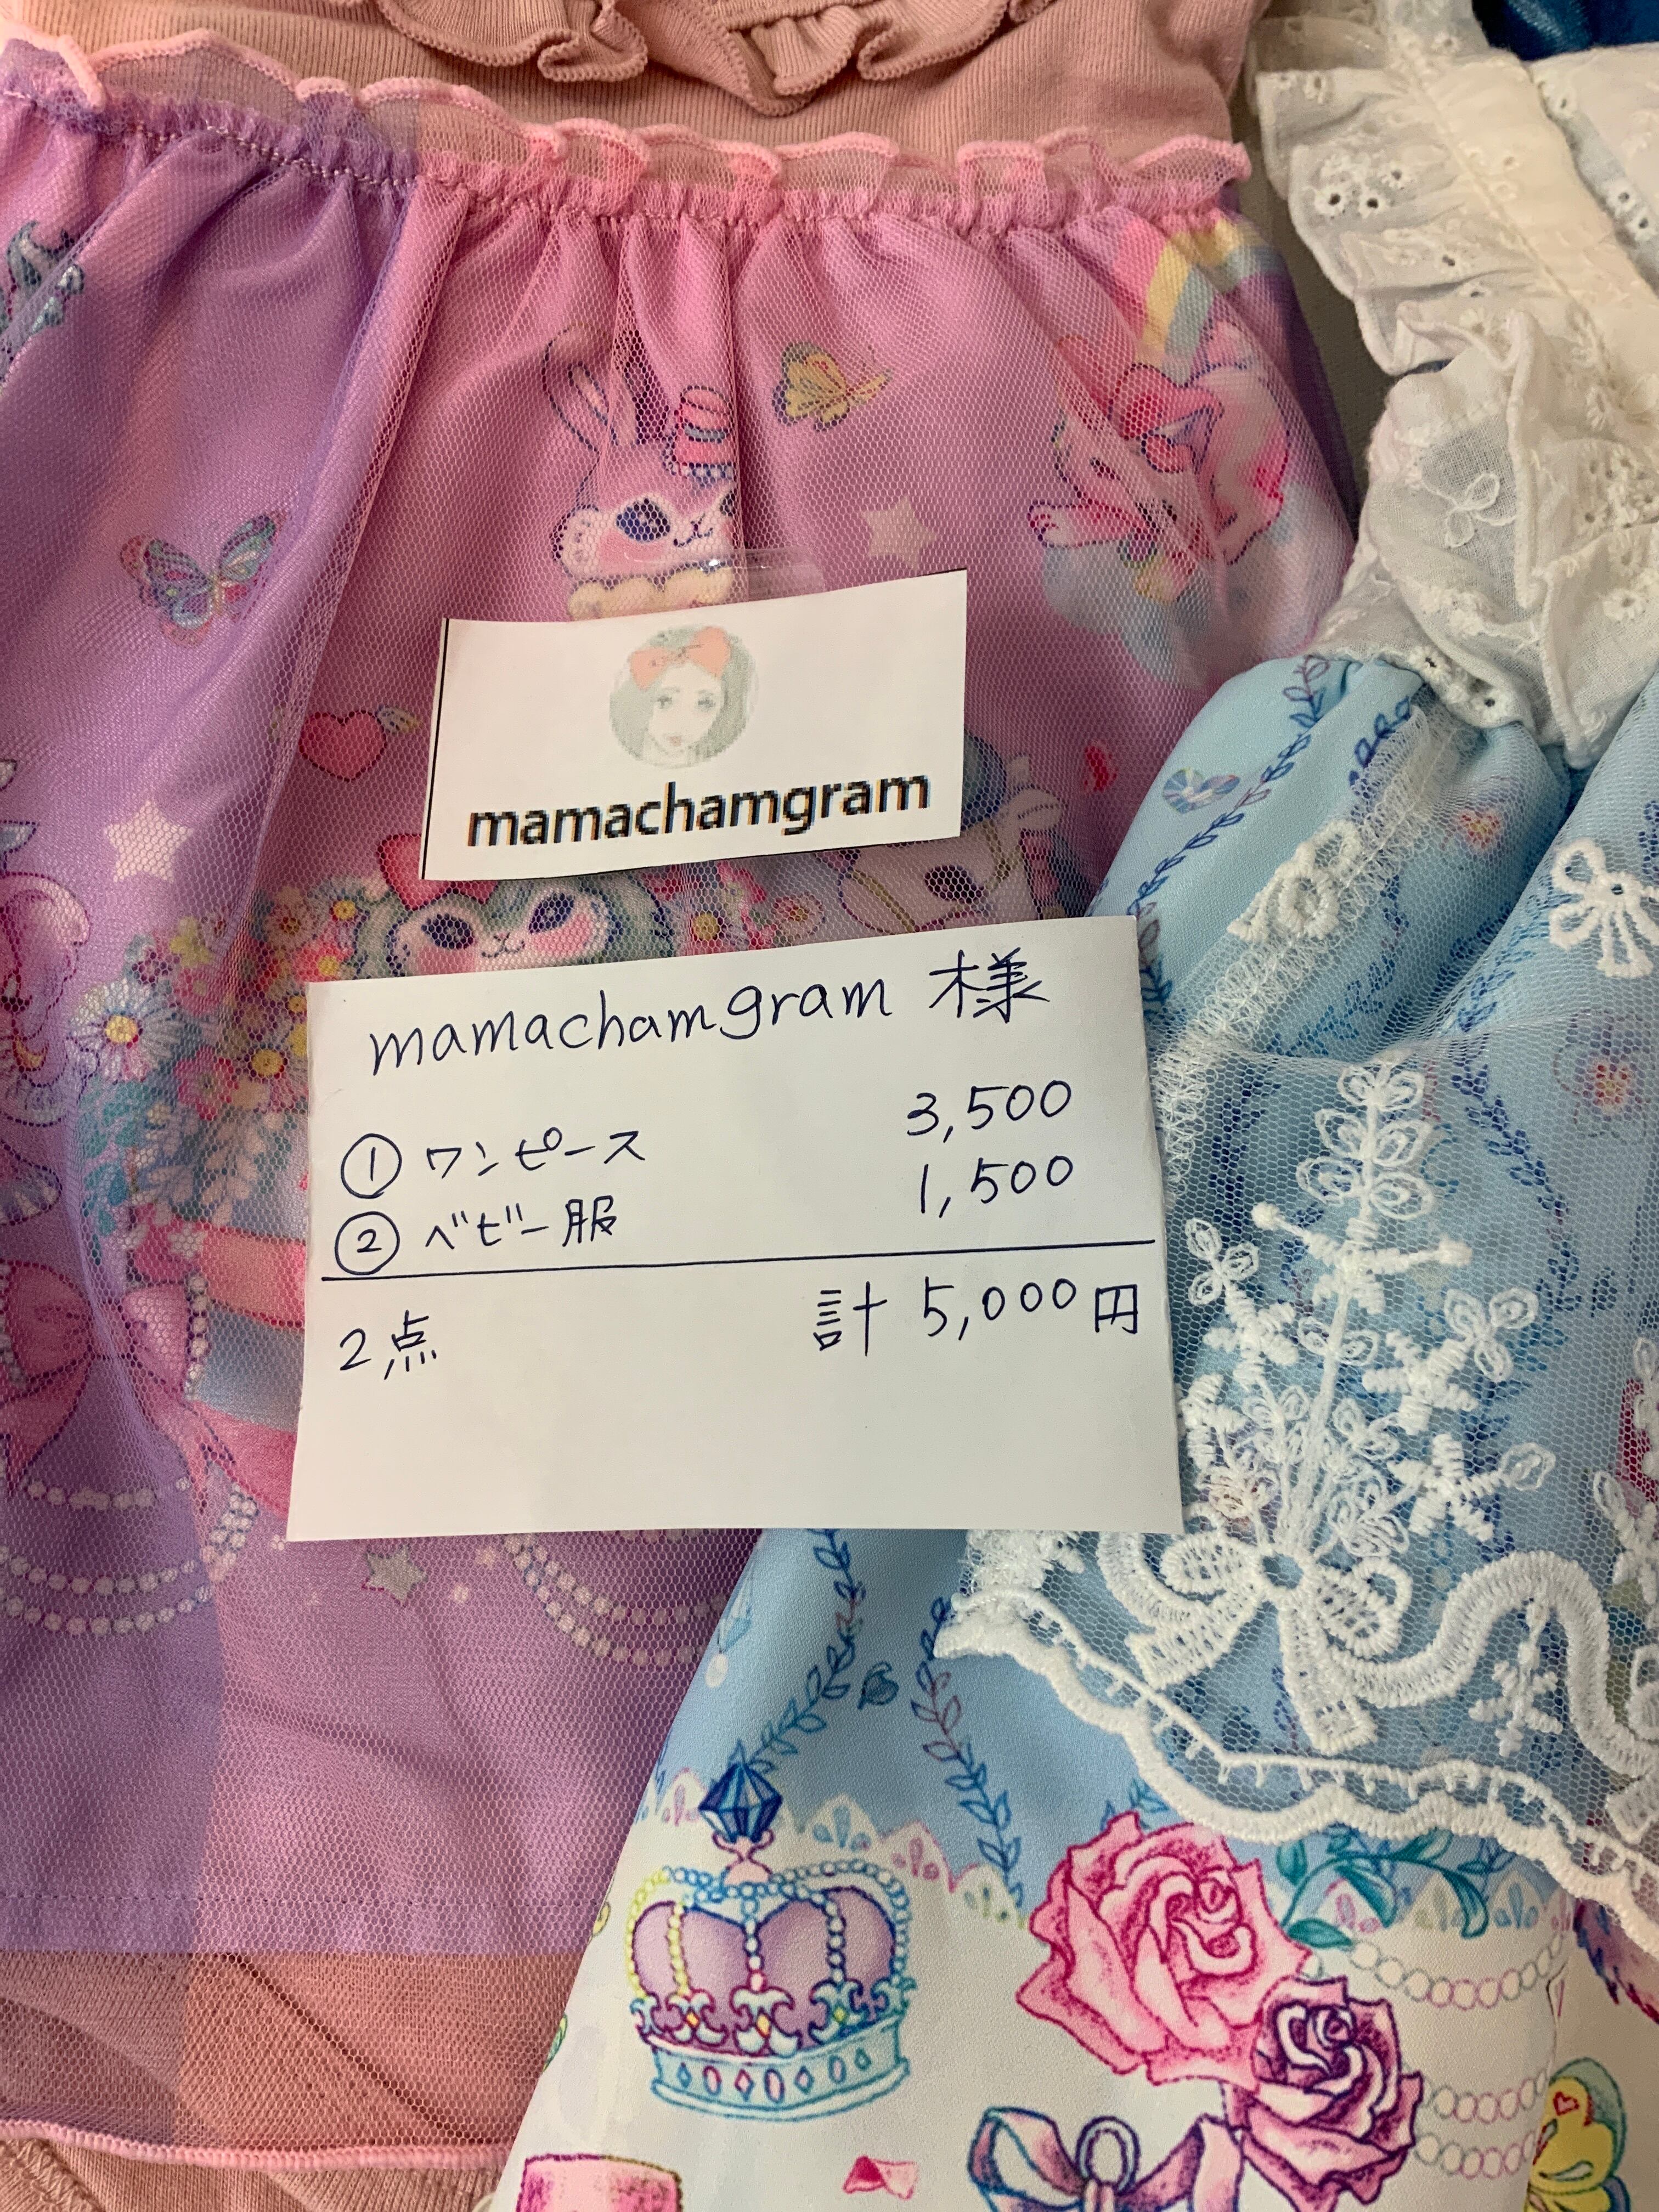 mamachamgram
mamachamgram 様
① ワンピース 3,500
② ベビー服 1,500
2点 計 5,000円